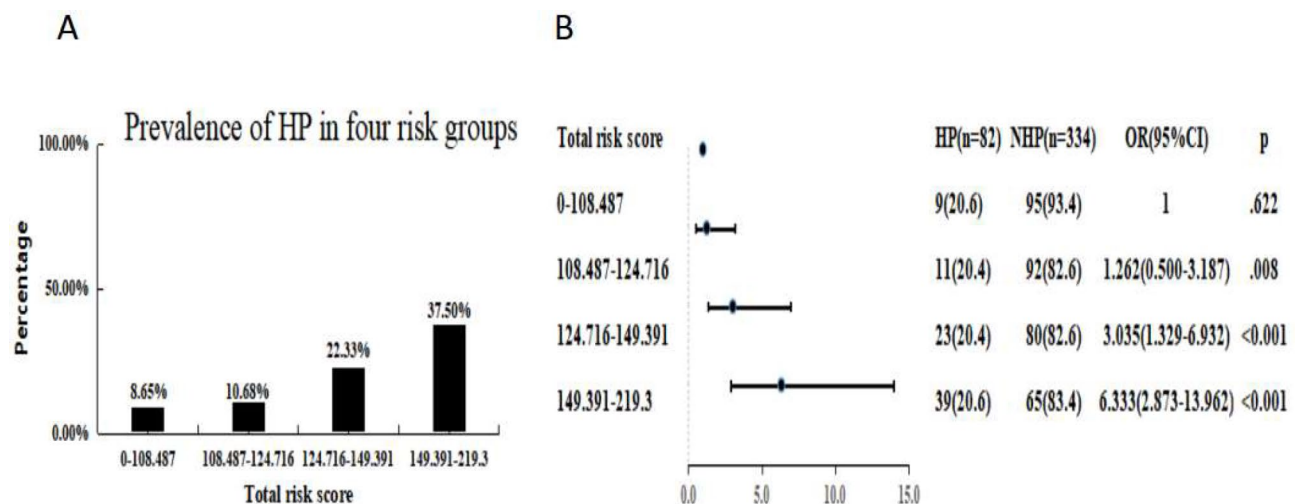 A
Prevalence of HP in four risk groups
Percentage
100.00%
50.00%
0.00%
8.65%
10.68%
22.33%
37.50%
0-108.487 108.487-124.716 124.716-149.391 149.391-219.3
Total risk score
B
Total risk score HP(n=82) NHP(n=334) OR(95%CI) p
0-108.487 9(20.6) 95(93.4) 1 .622
108.487-124.716 11(20.4) 92(82.6) 1.262(0.500-3.187) .008
124.716-149.391 23(20.4) 80(82.6) 3.035(1.329-6.932) <0.001
149.391-219.3 39(20.6) 65(83.4) 6.333(2.873-13.962) <0.001
0.0 5.0 10.0 15.0